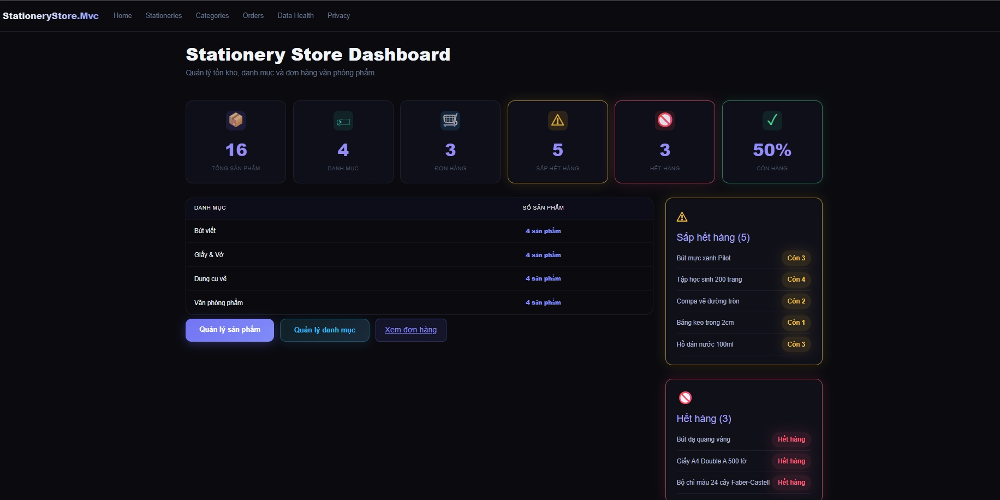 StationeryStore.Mvc Home Stationeries Categories Orders Data Health Privacy
Stationery Store Dashboard
Quản lý tồn kho, danh mục và đơn hàng văn phòng phẩm.
16
TỔNG SẢN PHẨM
4
DANH MỤC
3
ĐƠN HÀNG
5
SẮP HẾT HÀNG
3
HẾT HÀNG
50%
CÒN HÀNG
DANH MỤC SỐ SẢN PHẨM
Bút viết 4 sản phẩm
Giấy & Vở 4 sản phẩm
Dụng cụ vẽ 4 sản phẩm
Văn phòng phẩm 4 sản phẩm
Quản lý sản phẩm Quản lý danh mục Xem đơn hàng
Sắp hết hàng (5)
Bút mực xanh Pilot Còn 3
Tập học sinh 200 trang Còn 4
Compa vẽ đường tròn Còn 2
Băng keo trong 2cm Còn 1
Hồ dán nước 100ml Còn 3
Hết hàng (3)
Bút dạ quang vàng Hết hàng
Giấy A4 Double A 500 tờ Hết hàng
Bộ chì màu 24 cây Faber-Castell Hết hàng